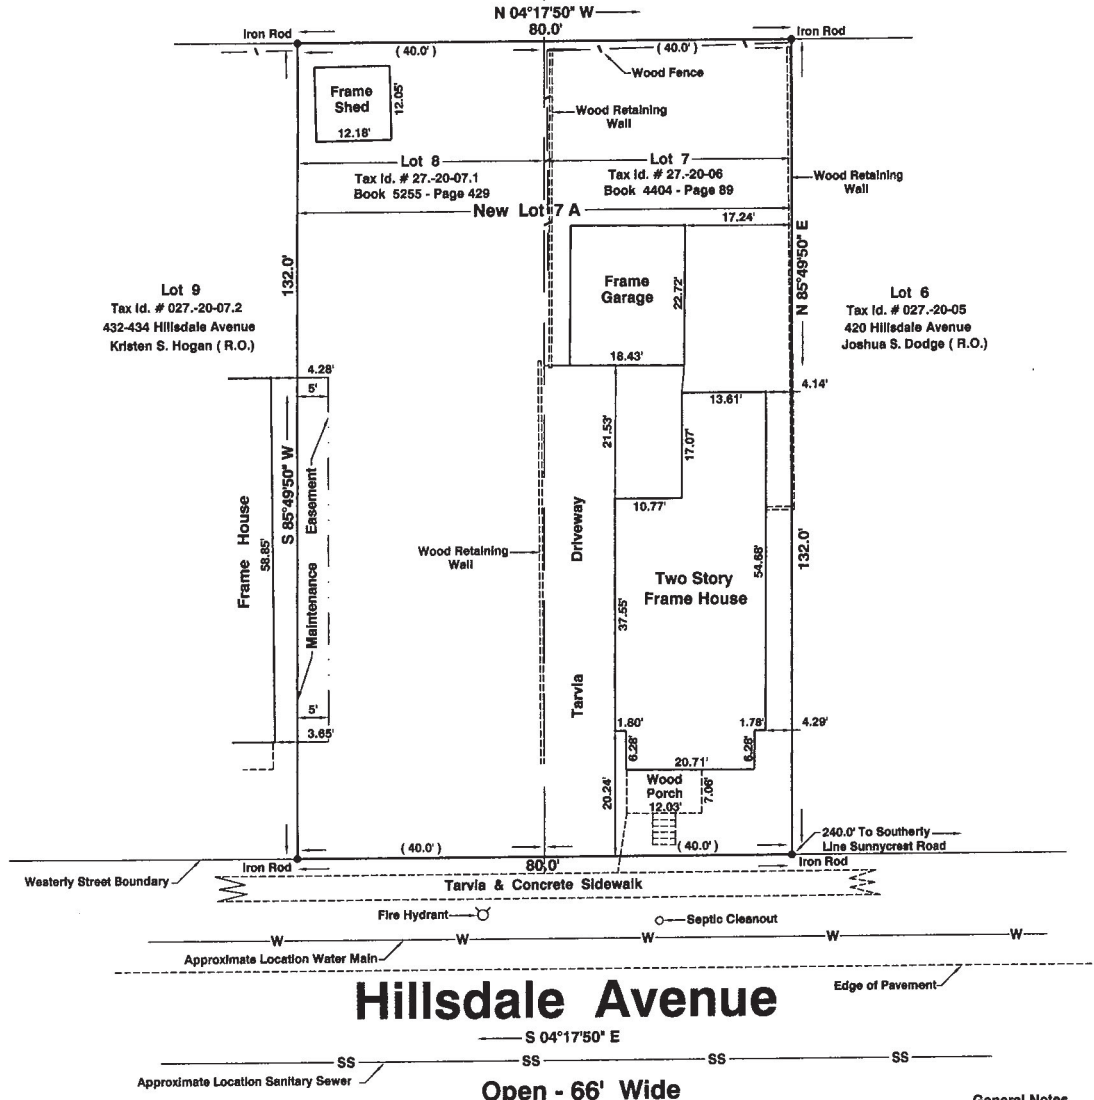 N 04°17'50" W
80.0'
Iron Rod
Iron Rod
( 40.0' )
( 40.0' )
Wood Fence
Frame
Shed
12.05'
12.18'
Wood Retaining
Wall
Lot 8
Tax Id. # 27.-20-07.1
Book 5255 - Page 429
Lot 7
Tax Id. # 27.-20-06
Book 4404 - Page 89
Wood Retaining
Wall
New Lot 7 A
17.24'
132.0'
N 85°49'50" E
Frame
Garage
22.72'
18.43'
Lot 9
Tax Id. # 027.-20-07.2
432-434 Hillsdale Avenue
Kristen S. Hogan ( R.O.)
Lot 6
Tax Id. # 027.-20-05
420 Hillsdale Avenue
Joshua S. Dodge ( R.O.)
4.28'
5'
4.14'
13.61'
21.53'
17.07'
10.77'
S 85°49'50" W
Maintenance Easement
Frame House
58.85'
Wood Retaining
Wall
Tarvia Driveway
Two Story
Frame House
54.68'
132.0'
37.55'
5'
3.65'
1.60'
1.78'
4.29'
6.28'
6.28'
20.71'
Wood
Porch
12.03'
7.06'
20.24'
240.0' To Southerly
Line Sunnycrest Road
( 40.0' )
( 40.0' )
80.0'
Iron Rod
Iron Rod
Westerly Street Boundary
Tarvia & Concrete Sidewalk
Fire Hydrant
Septic Cleanout
W W W W W
Approximate Location Water Main
Edge of Pavement
Hillsdale Avenue
S 04°17'50" E
SS SS SS SS
Approximate Location Sanitary Sewer
Open - 66' Wide
General Notes